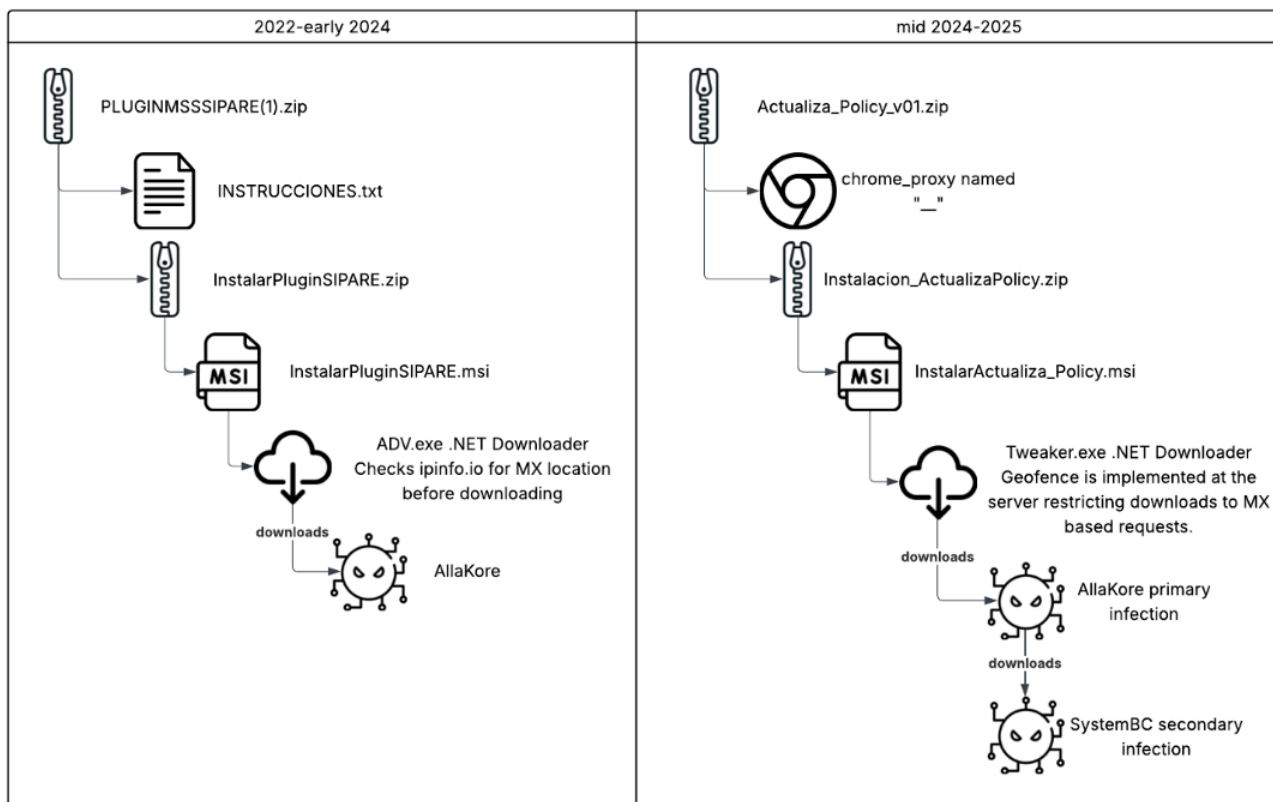 2022-early 2024
PLUGINMSSSIPARE(1).zip
INSTRUCCIONES.txt
InstalarPluginSIPARE.zip
MSI
InstalarPluginSIPARE.msi
ADV.exe .NET Downloader
Checks ipinfo.io for MX location
before downloading
downloads
AllaKore
mid 2024-2025
Actualiza_Policy_v01.zip
chrome_proxy named
"__"
Instalacion_ActualizaPolicy.zip
MSI
InstalarActualiza_Policy.msi
Tweaker.exe .NET Downloader
Geofence is implemented at the
server restricting downloads to MX
based requests.
downloads
AllaKore primary
infection
downloads
SystemBC secondary
infection